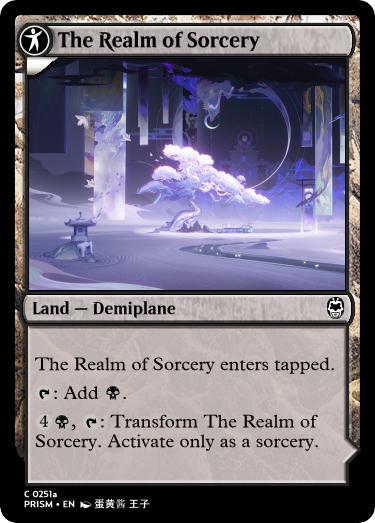 The Realm of Sorcery
Land — Demiplane
The Realm of Sorcery enters tapped.
: Add .
4 , : Transform The Realm of
Sorcery. Activate only as a sorcery.
C 0251a
PRISM • EN 蛋黄酱 王子